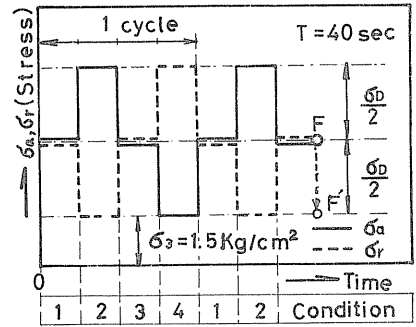 1 cycle
T = 40 sec
σa, σr (Stress)
σD
2
F
σD
2
F′
σ3 = 1.5 Kg/cm²
σa
σr
0
Time
1 2 3 4 1 2 Condition